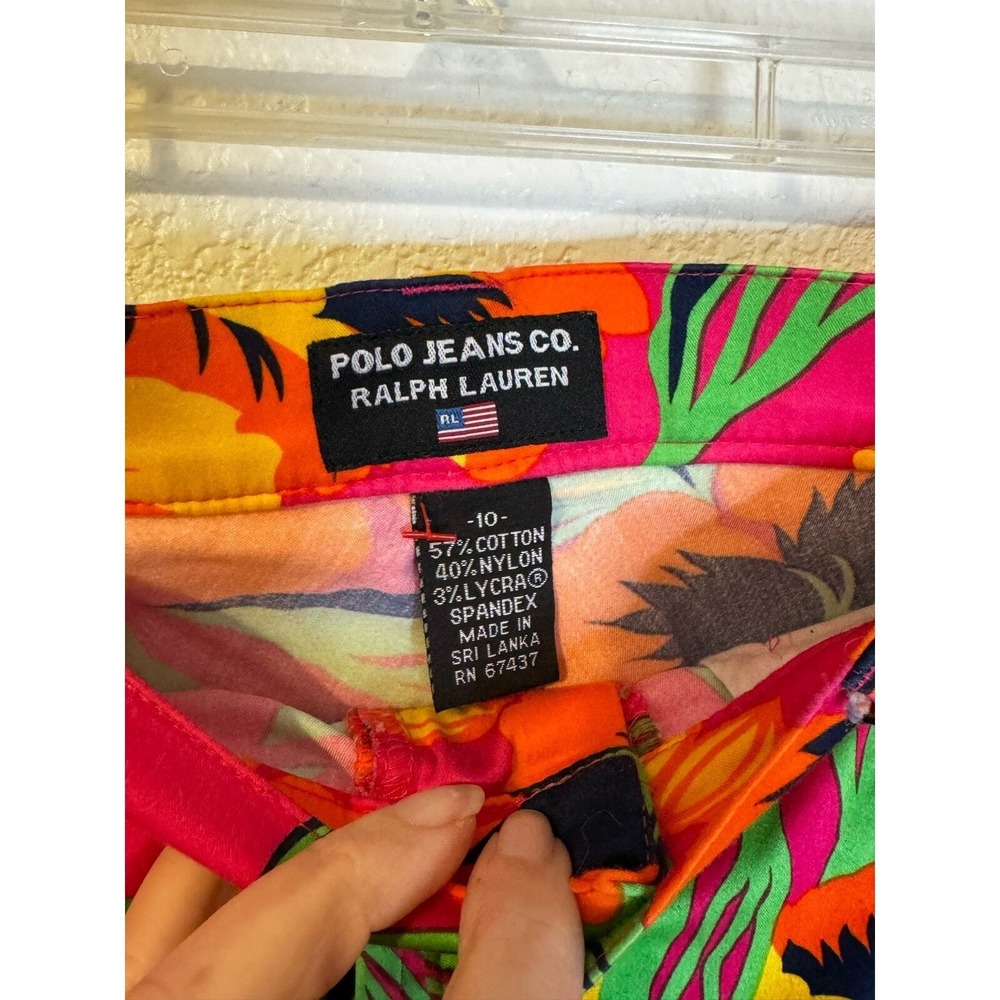 POLO JEANS CO.
RALPH LAUREN
RL
-10-
57% COTTON
40% NYLON
3% LYCRA®
SPANDEX
MADE IN
SRI LANKA
RN 67437